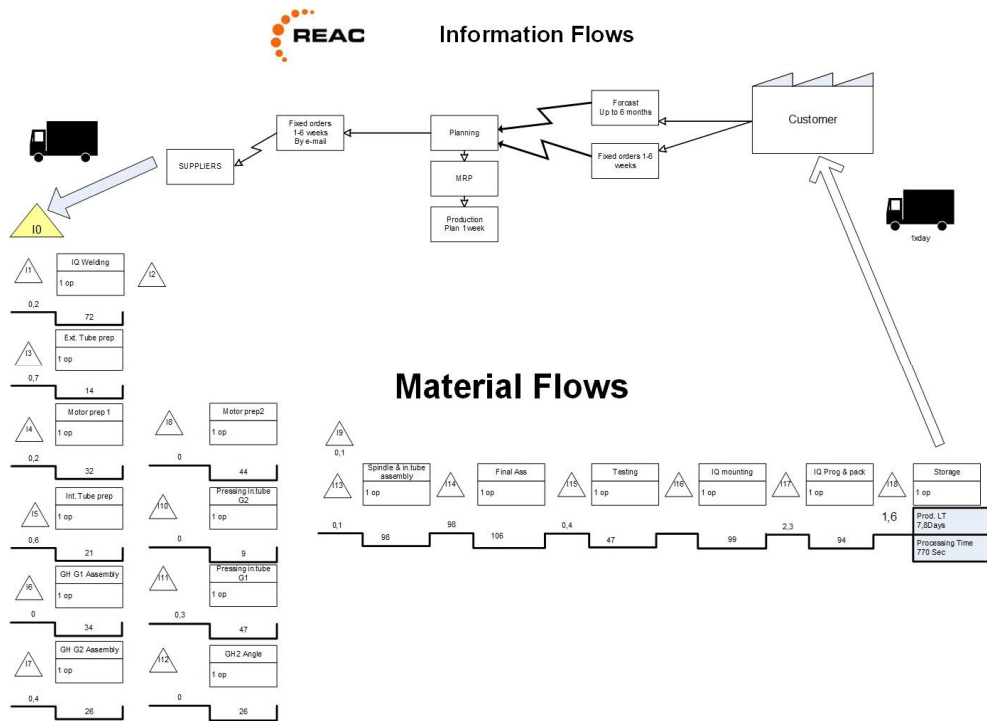 REAC
Information Flows
Forcast
Up to 6 months
Customer
Fixed orders
1-6 weeks
By e-mail
Planning
Fixed orders 1-6
weeks
SUPPLIERS
MRP
Production
Plan 1week
1xday
I0
I1
IQ Welding
1 op
I2
0,2
72
I3
Ext. Tube prep
1 op
0,7
14
Material Flows
I4
Motor prep 1
1 op
0,2
32
I8
Motor prep2
1 op
0
44
I5
Int. Tube prep
1 op
0,6
21
I10
Pressing in.tube
G2
1 op
0
9
I6
GH G1 Assembly
1 op
0
34
I11
Pressing in.tube
G1
1 op
0,3
47
I7
GH G2 Assembly
1 op
0,4
26
I12
GH2 Angle
1 op
0
26
I9
0,1
I13
Spindle & in.tube
assembly
1 op
0,1
98
I14
Final Ass
1 op
98
106
I15
Testing
1 op
0,4
47
I16
IQ mounting
1 op
99
I17
IQ Prog & pack
1 op
2,3
94
I18
Storage
1 op
1,6
Prod. LT
7,8Days
Processing Time
770 Sec